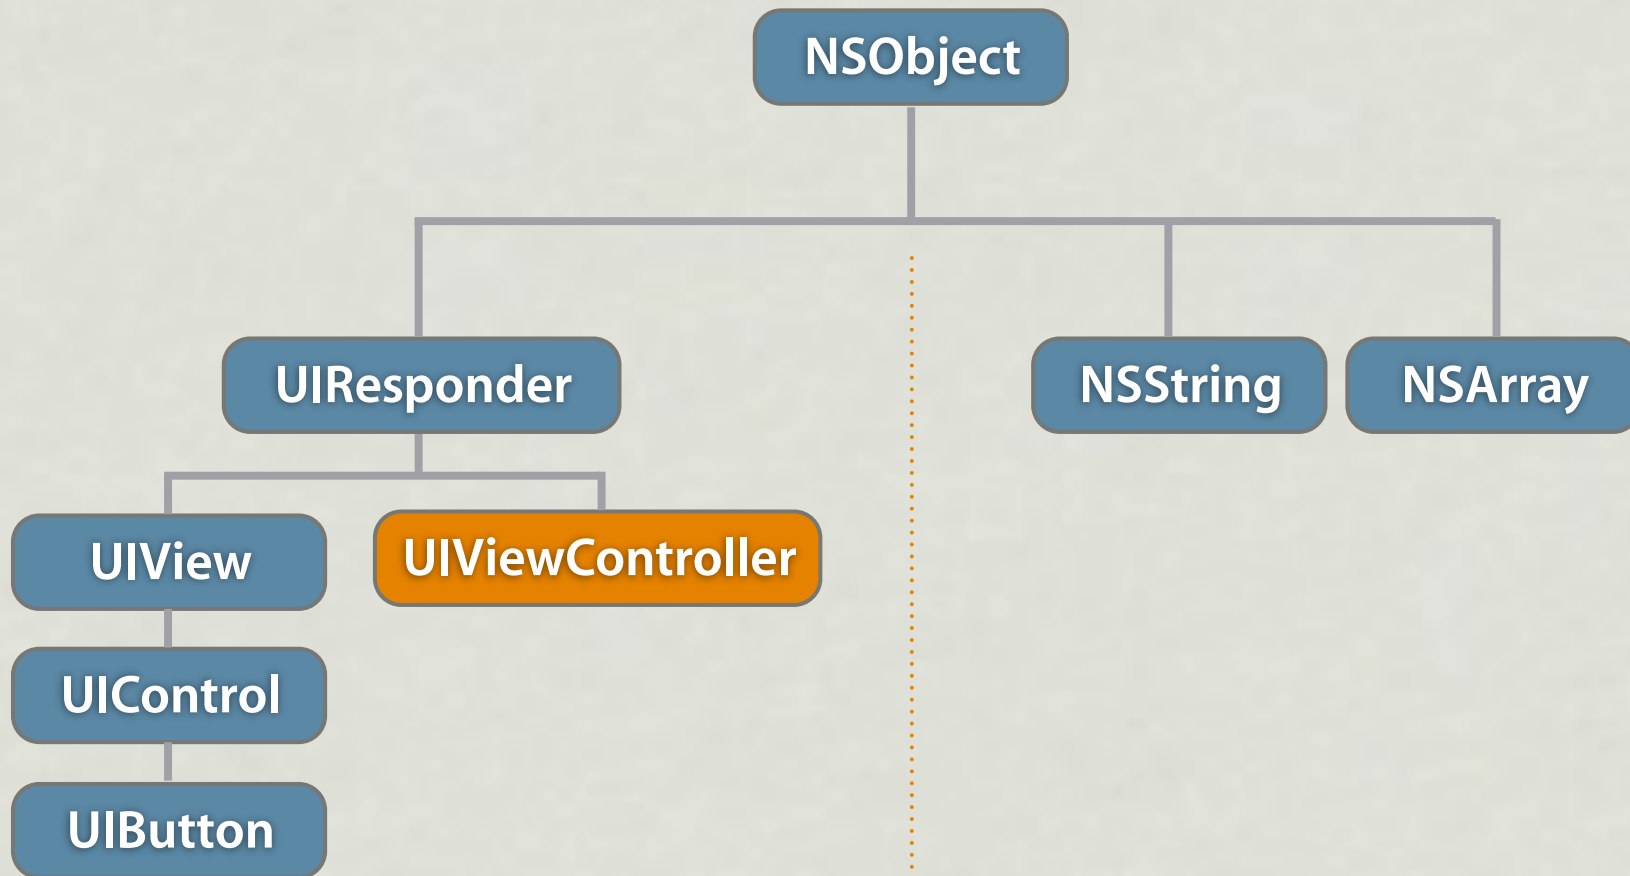 NSObject
UIResponder
NSString
NSArray
UIView
UIViewController
UIControl
UIButton